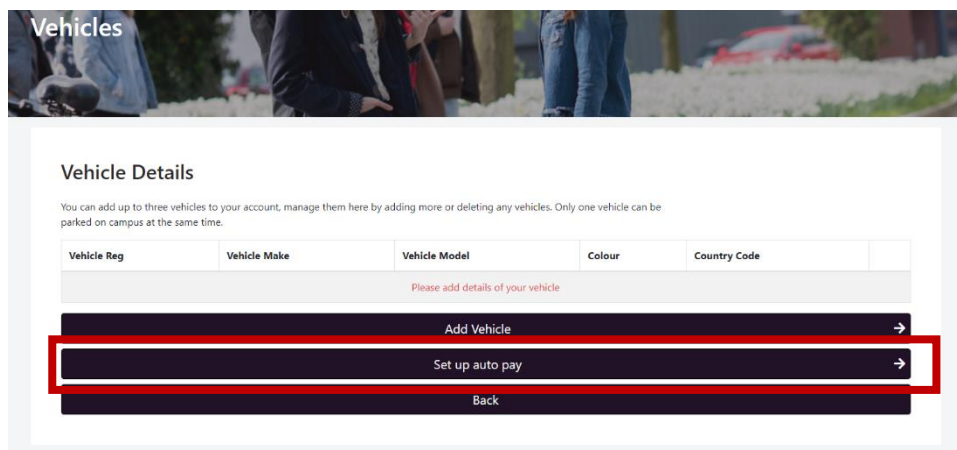 Vehicles
Vehicle Details
You can add up to three vehicles to your account, manage them here by adding more or deleting any vehicles. Only one vehicle can be
parked on campus at the same time.
Vehicle Reg Vehicle Make Vehicle Model Colour Country Code
Please add details of your vehicle
Add Vehicle
Set up auto pay
Back